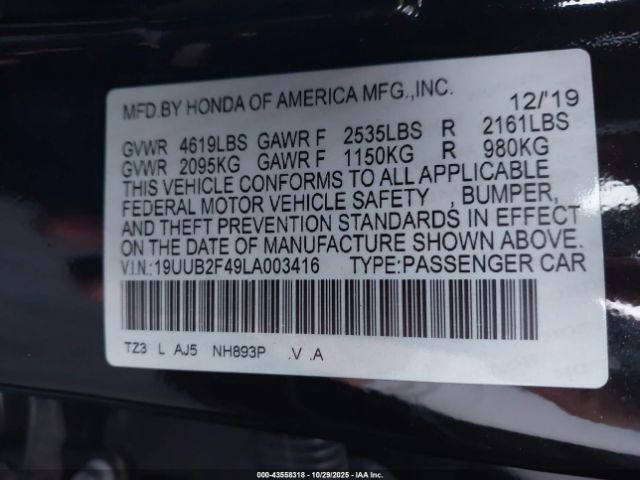 MFD.BY HONDA OF AMERICA MFG.,INC. 12/'19
GVWR 4619LBS GAWR F 2535LBS R 2161LBS
GVWR 2095KG GAWR F 1150KG R 980KG
THIS VEHICLE CONFORMS TO ALL APPLICABLE
FEDERAL MOTOR VEHICLE SAFETY , BUMPER,
AND THEFT PREVENTION STANDARDS IN EFFECT
ON THE DATE OF MANUFACTURE SHOWN ABOVE.
V.I.N.:19UUB2F49LA003416 TYPE:PASSENGER CAR
TZ3 L AJ5 NH893P .V .A
000-43558318 | 10/29/2025 - IAA, Inc.